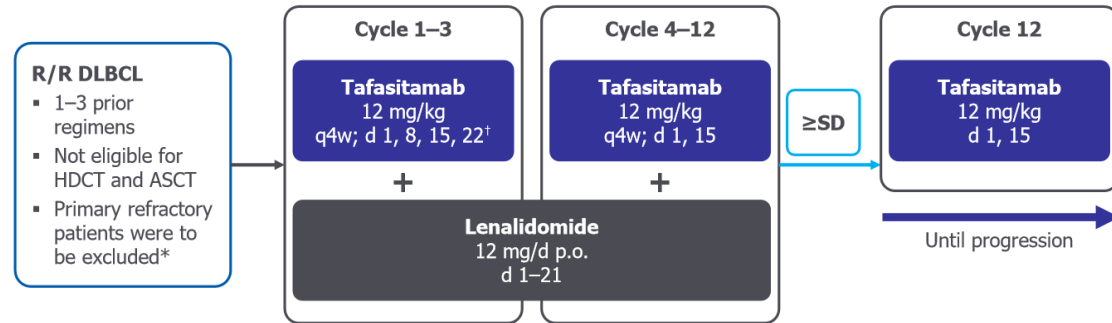 R/R DLBCL
▪ 1–3 prior
regimens
▪ Not eligible for
HDCT and ASCT
▪ Primary refractory
patients were to
be excluded*
Cycle 1–3
Tafasitamab
12 mg/kg
q4w; d 1, 8, 15, 22†
+
Cycle 4–12
Tafasitamab
12 mg/kg
q4w; d 1, 15
+
Lenalidomide
12 mg/d p.o.
d 1–21
≥SD
Cycle 12
Tafasitamab
12 mg/kg
d 1, 15
Until progression